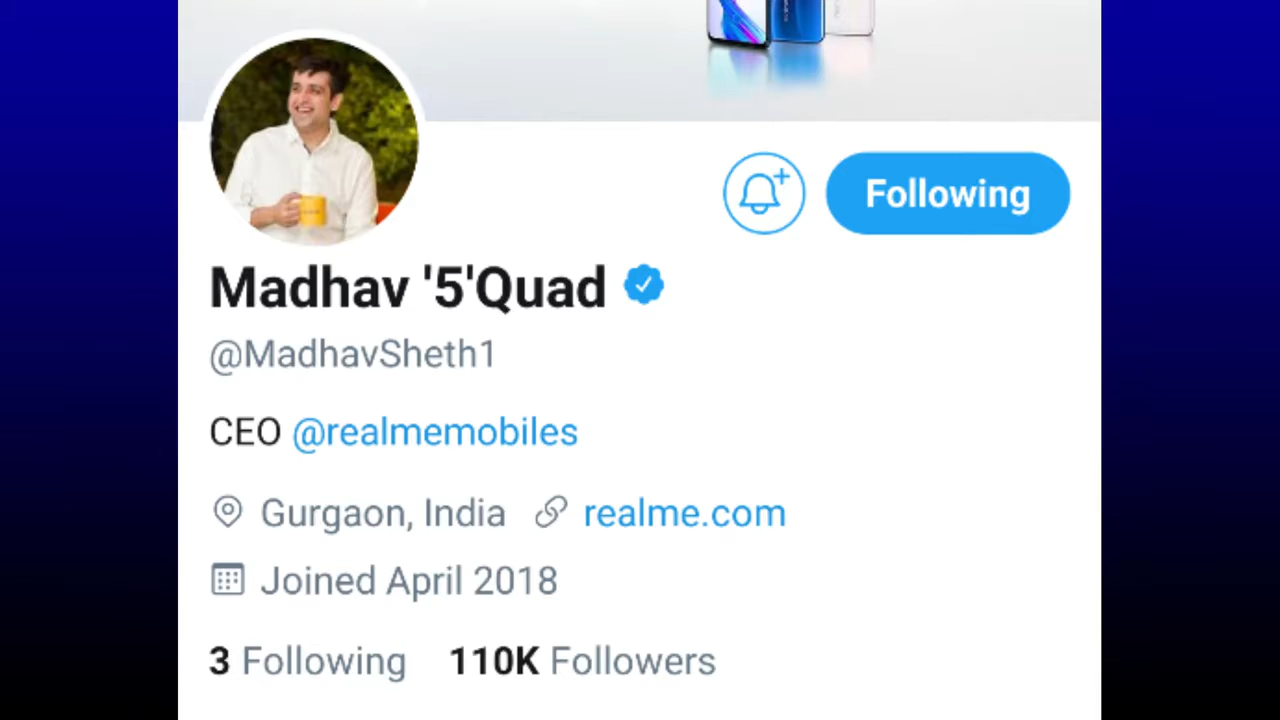 Following
Madhav '5'Quad
@MadhavSheth1
CEO @realmemobiles
Gurgaon, India realme.com
Joined April 2018
3 Following 110K Followers